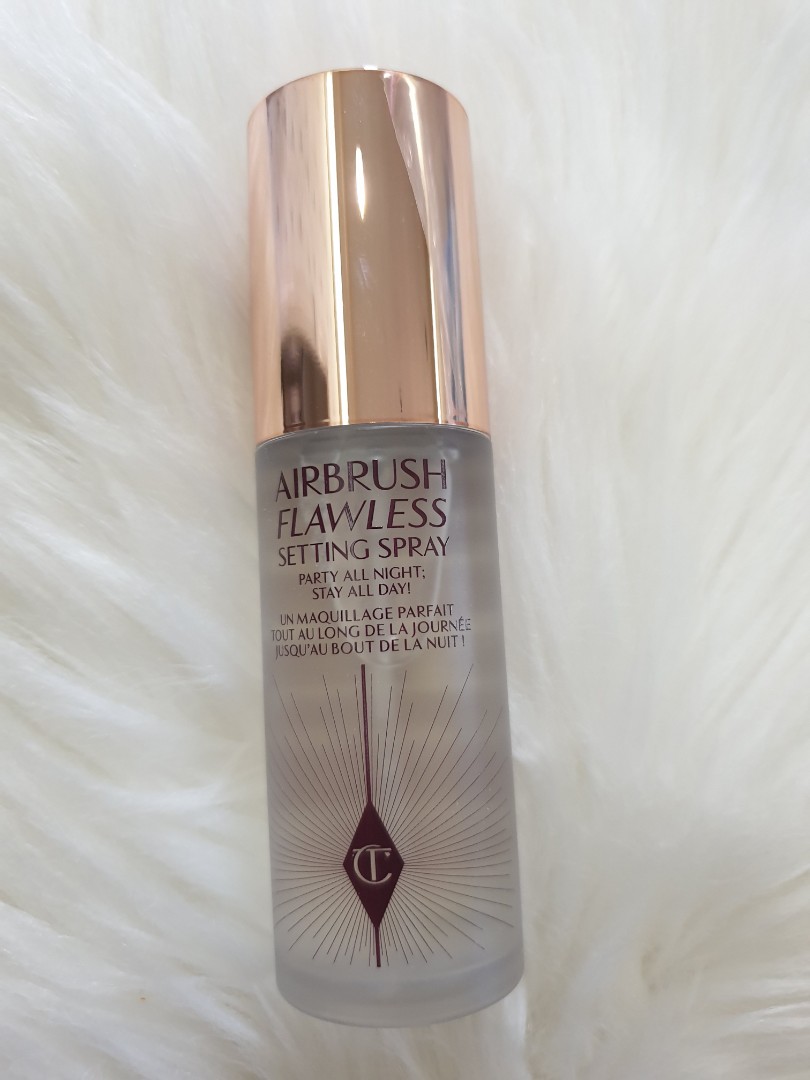 AIRBRUSH
FLAWLESS
SETTING SPRAY
PARTY ALL NIGHT;
STAY ALL DAY!
UN MAQUILLAGE PARFAIT
TOUT AU LONG DE LA JOURNÉE
JUSQU'AU BOUT DE LA NUIT !
CT